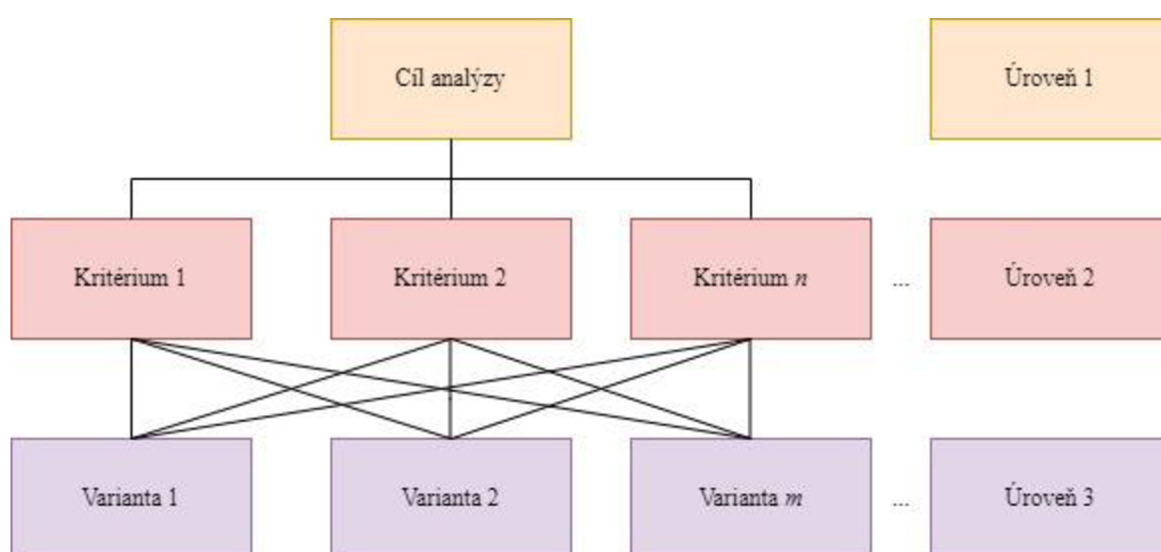 Cíl analýzy
Úroveň 1
Kritérium 1
Kritérium 2
Kritérium n
...
Úroveň 2
Varianta 1
Varianta 2
Varianta m
...
Úroveň 3